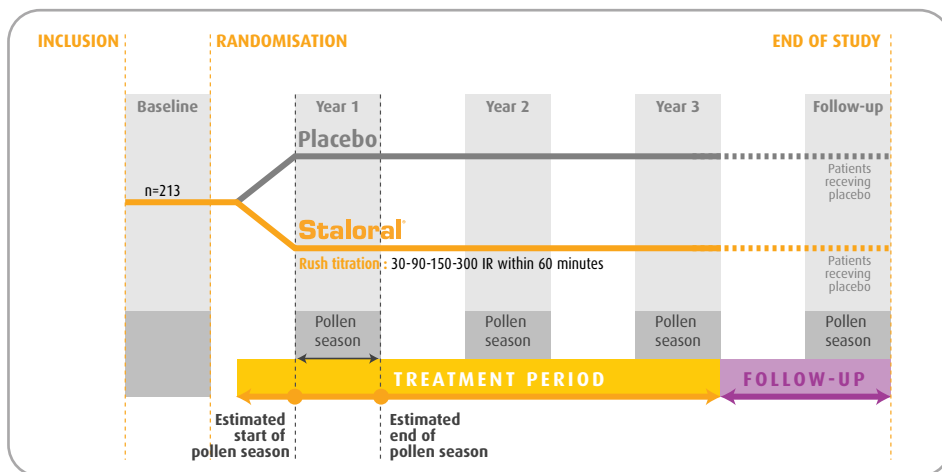 INCLUSION
RANDOMISATION
END OF STUDY
Baseline
Year 1
Year 2
Year 3
Follow-up
Placebo
n=213
Patients
receving
placebo
Staloral®
Rush titration : 30-90-150-300 IR within 60 minutes
Patients
receving
placebo
Pollen
season
Pollen
season
Pollen
season
Pollen
season
TREATMENT PERIOD
FOLLOW-UP
Estimated
start of
pollen season
Estimated
end of
pollen season